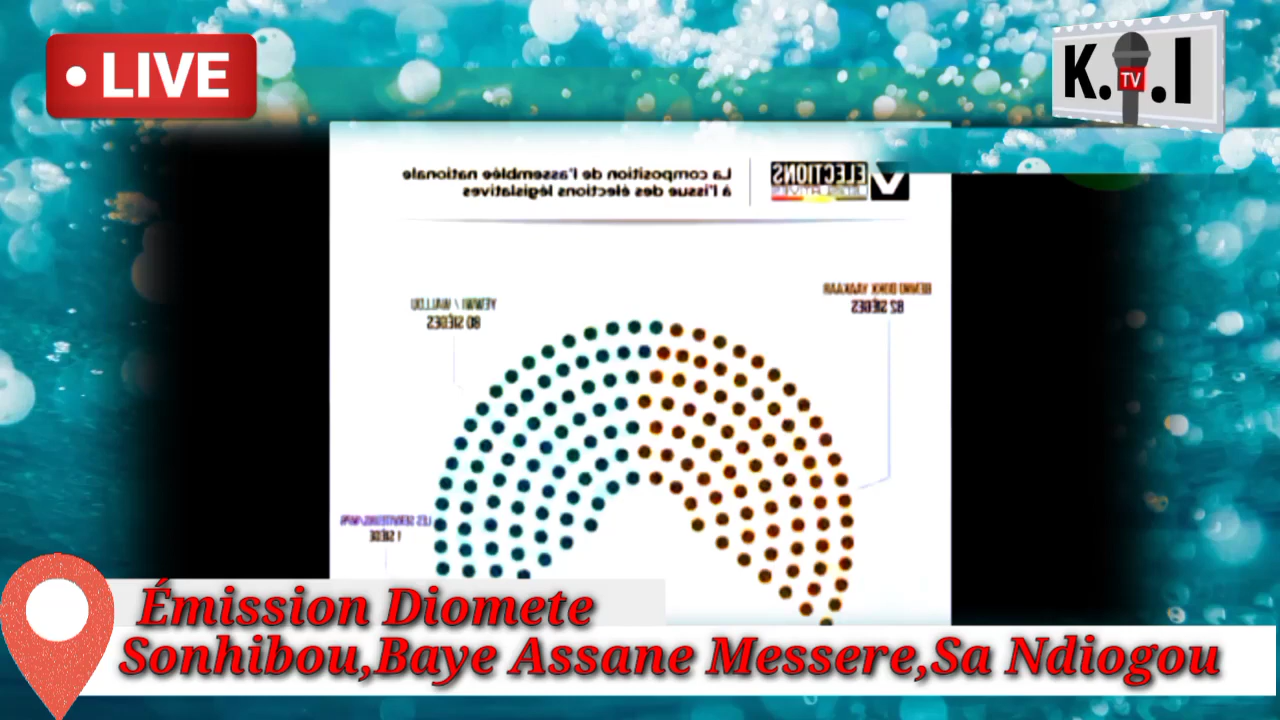 LIVE
K. TV .I
La composition de l'assemblée nationale
à l'issue des élections législatives
ELECTIONS
YEWWI / WALLOU
80 SIÈGES
BENNO BOKK YAAKAAR
82 SIÈGES
1 SIÈGE
Émission Diomete
Sonhibou,Baye Assane Messere,Sa Ndiogou